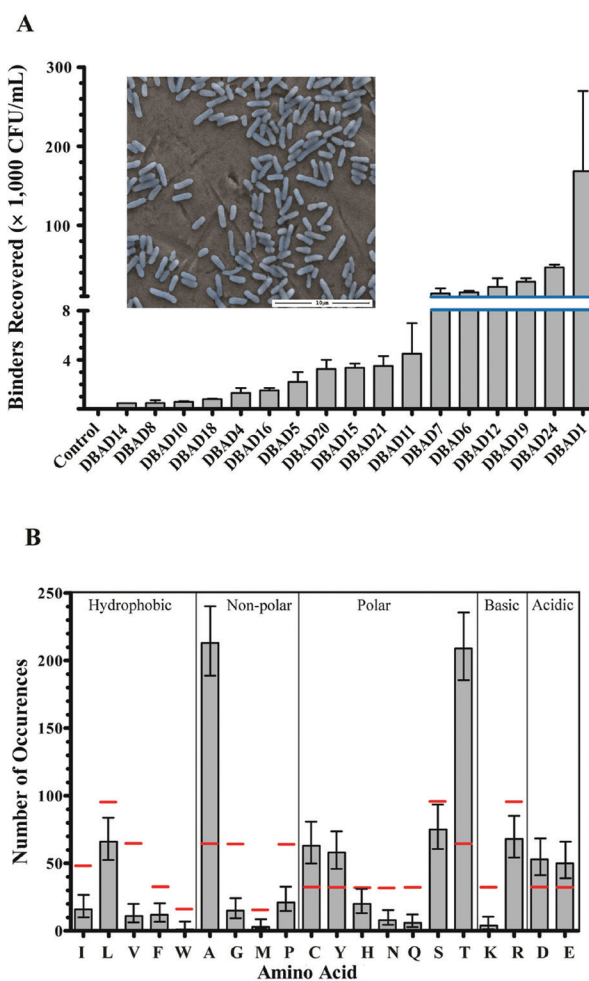 A
Binders Recovered (× 1,000 CFU/mL)
300
200
100
8
4
10µm
Control
DBAD14
DBAD8
DBAD10
DBAD18
DBAD4
DBAD16
DBAD5
DBAD20
DBAD15
DBAD21
DBAD11
DBAD7
DBAD6
DBAD12
DBAD19
DBAD24
DBAD1
B
Number of Occurences
250
200
150
100
50
0
Hydrophobic Non-polar Polar Basic Acidic
I L V F W A G M P C Y H N Q S T K R D E
Amino Acid